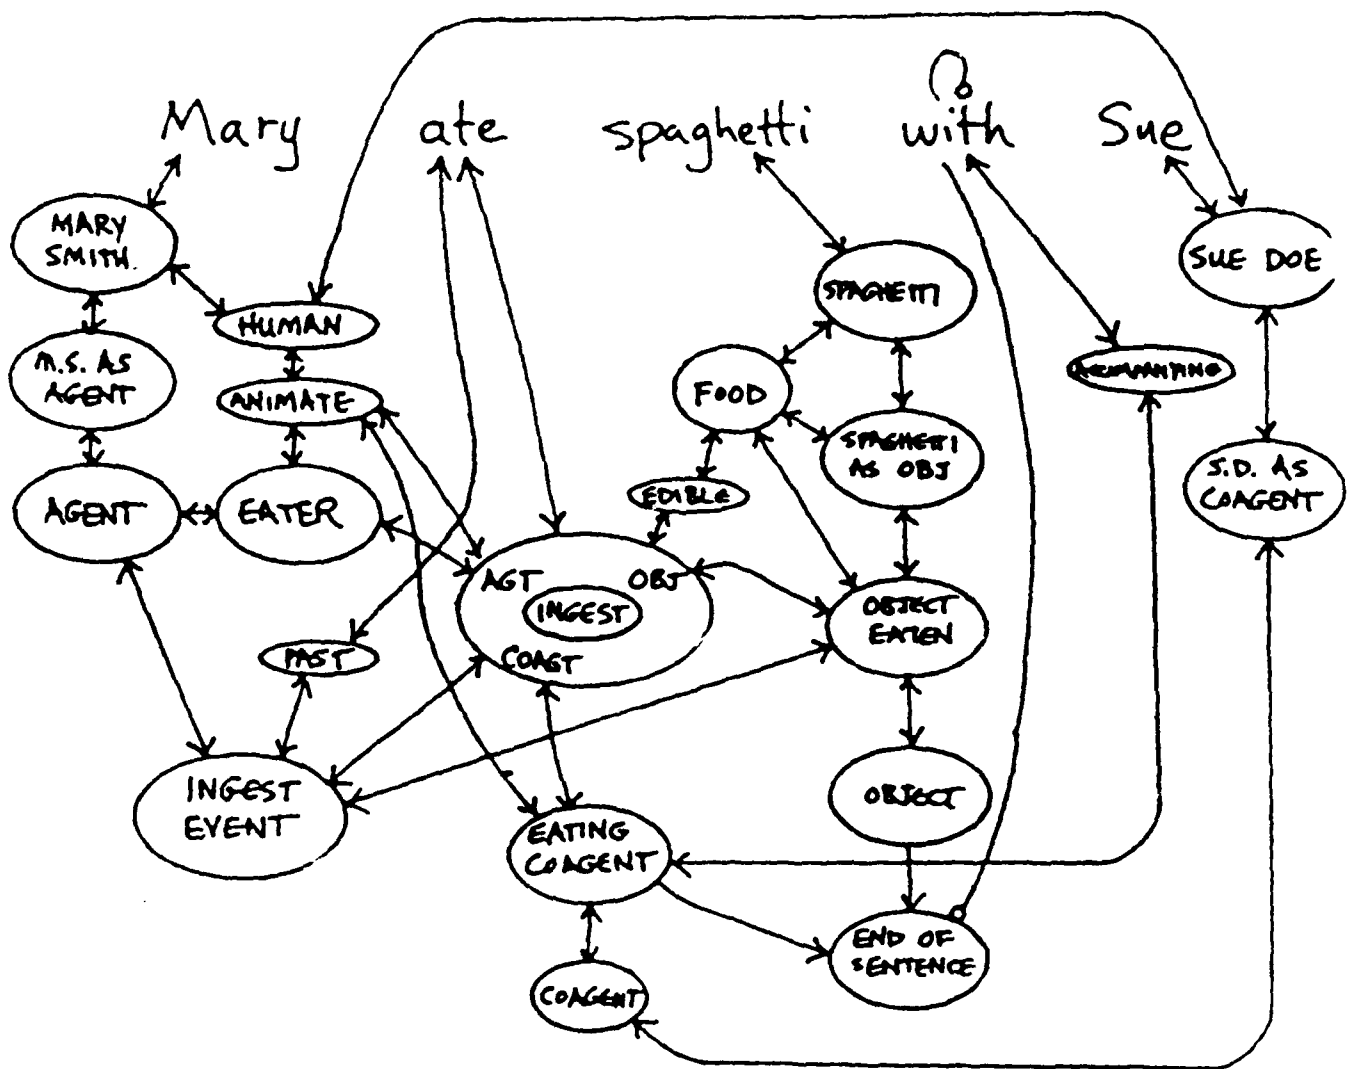 Mary ate spaghetti with Sue
MARY
SMITH.
SUE DOE
SPAGHETTI
HUMAN
M.S. AS
AGENT
ACCOMPANYING
FOOD
ANIMATE
SPAGHETTI
AS OBJ
S.D. AS
COAGENT
EDIBLE
AGENT
EATER
AGT
OBJ
INGEST
COAGT
OBJECT
EATEN
PAST
INGEST
EVENT
OBJECT
EATING
COAGENT
END OF
SENTENCE
COAGENT